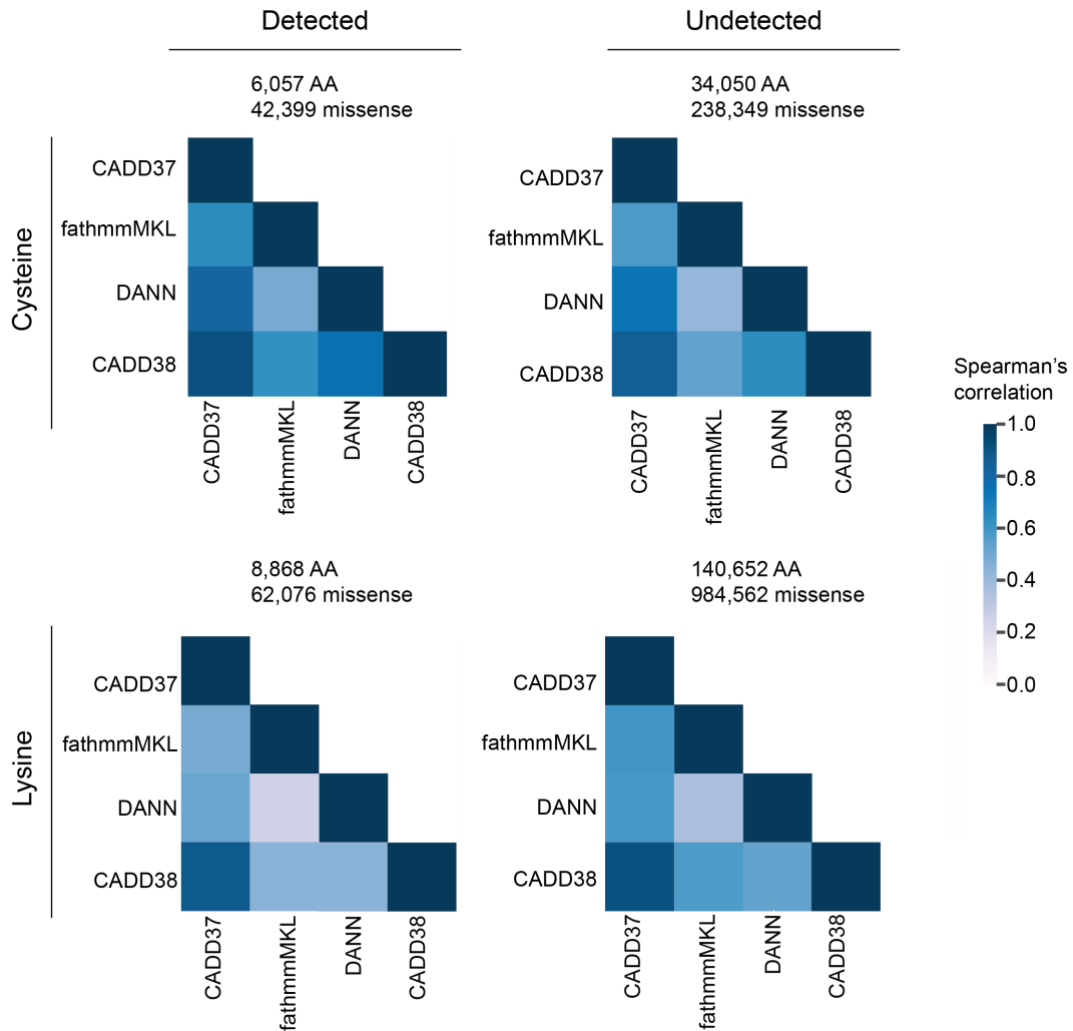 Detected
Undetected
6,057 AA
42,399 missense
34,050 AA
238,349 missense
Cysteine
CADD37
fathmmMKL
DANN
CADD38
CADD37
fathmmMKL
DANN
CADD38
CADD37
fathmmMKL
DANN
CADD38
CADD37
fathmmMKL
DANN
CADD38
Spearman's
correlation
1.0
0.8
0.6
0.4
0.2
0.0
8,868 AA
62,076 missense
140,652 AA
984,562 missense
Lysine
CADD37
fathmmMKL
DANN
CADD38
CADD37
fathmmMKL
DANN
CADD38
CADD37
fathmmMKL
DANN
CADD38
CADD37
fathmmMKL
DANN
CADD38